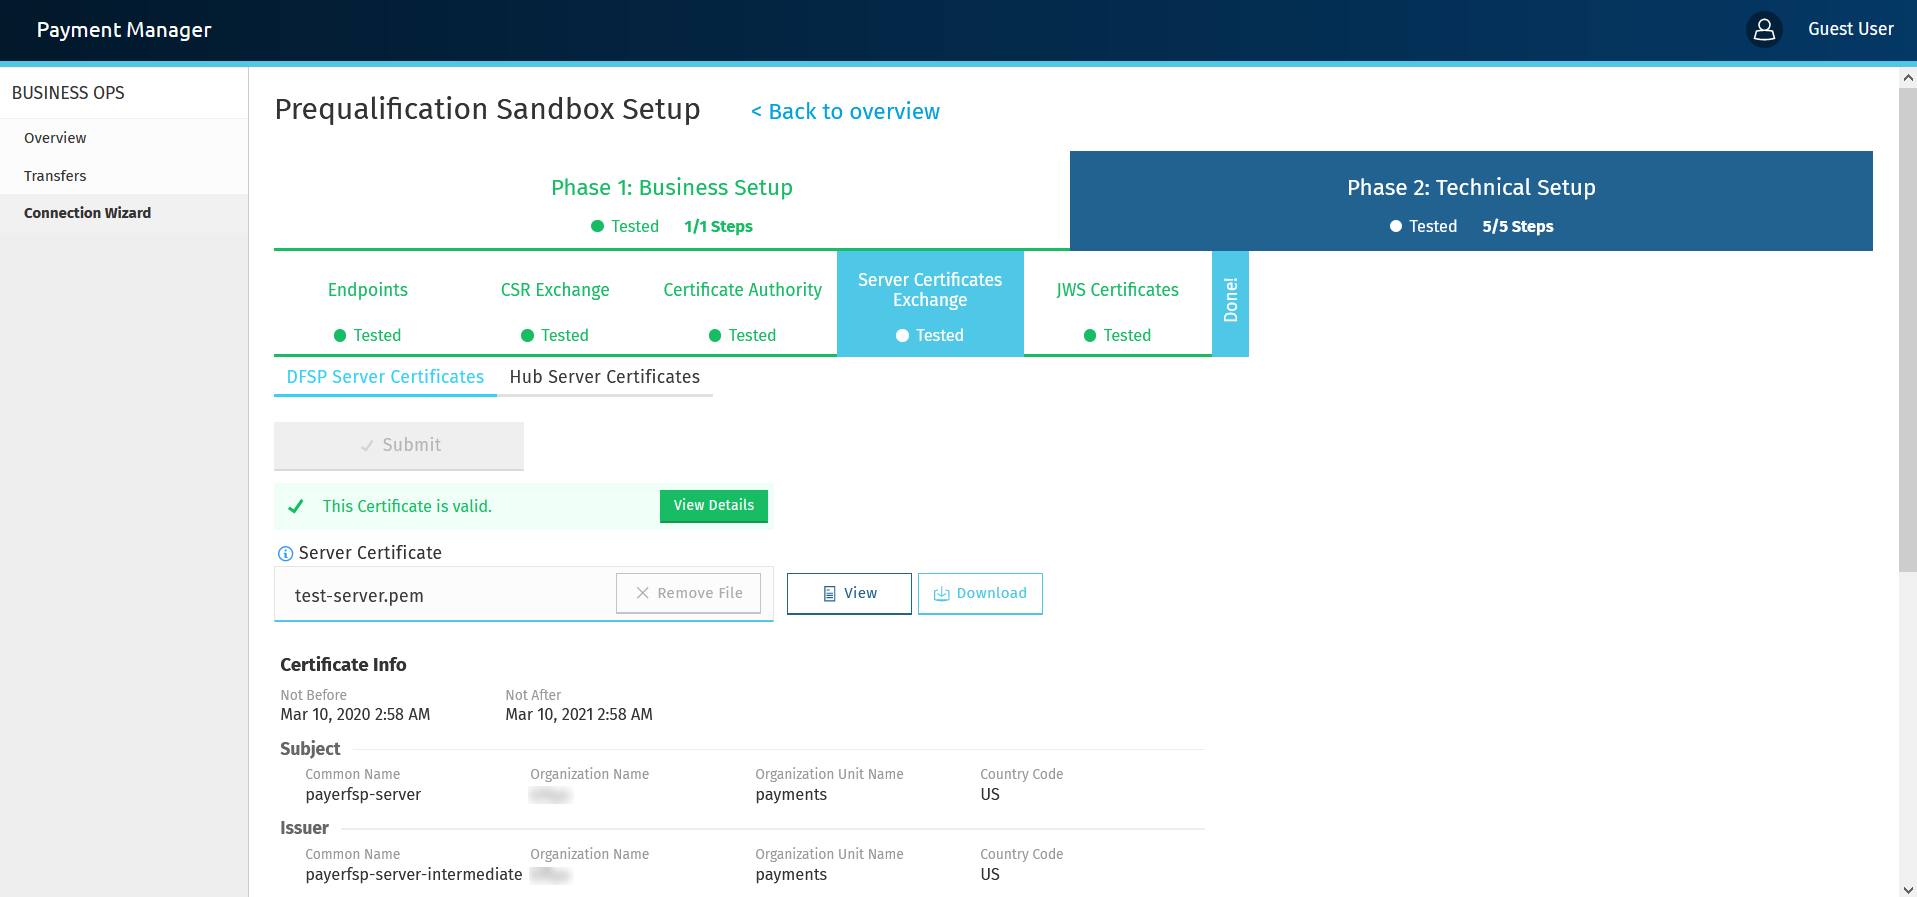 Payment Manager
Guest User
BUSINESS OPS
Overview
Transfers
Connection Wizard
Prequalification Sandbox Setup
< Back to overview
Phase 1: Business Setup
Tested 1/1 Steps
Phase 2: Technical Setup
Tested 5/5 Steps
Endpoints
Tested
CSR Exchange
Tested
Certificate Authority
Tested
Server Certificates
Exchange
Tested
JWS Certificates
Tested
Done!
DFSP Server Certificates
Hub Server Certificates
Submit
This Certificate is valid.
View Details
Server Certificate
test-server.pem
Remove File
View
Download
Certificate Info
Not Before
Mar 10, 2020 2:58 AM
Not After
Mar 10, 2021 2:58 AM
Subject
Common Name
payerfsp-server
Organization Name
Organization Unit Name
payments
Country Code
US
Issuer
Common Name
payerfsp-server-intermediate
Organization Name
Organization Unit Name
payments
Country Code
US